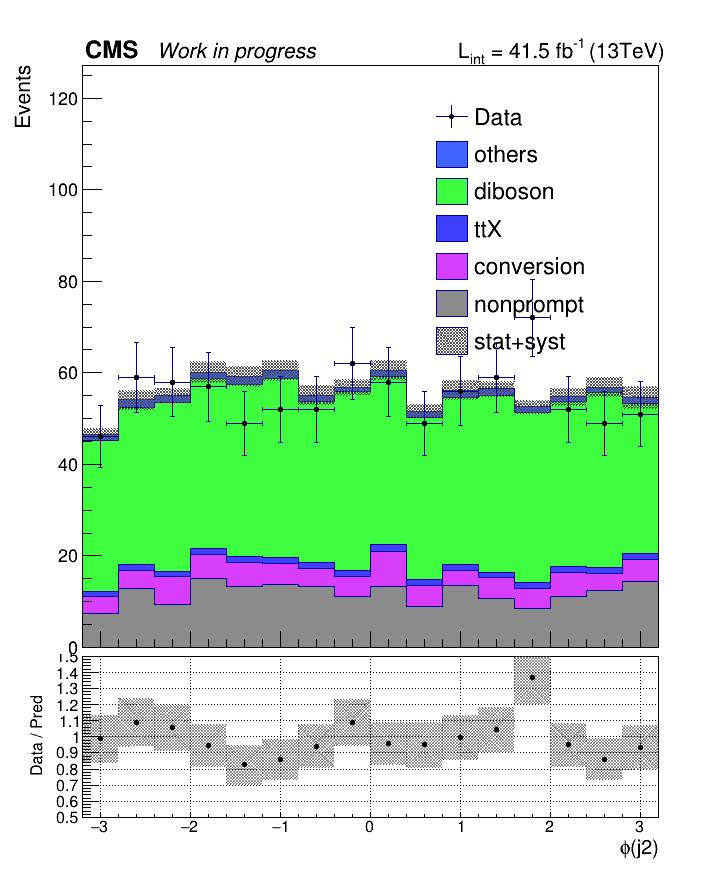 CMS Work in progress L_int = 41.5 fb⁻¹ (13TeV)
Events
120
100
80
60
40
20
0
Data
others
diboson
ttX
conversion
nonprompt
stat+syst
Data / Pred
1.5
1.4
1.3
1.2
1.1
1
0.9
0.8
0.7
0.6
0.5
−3 −2 −1 0 1 2 3
ϕ(j2)